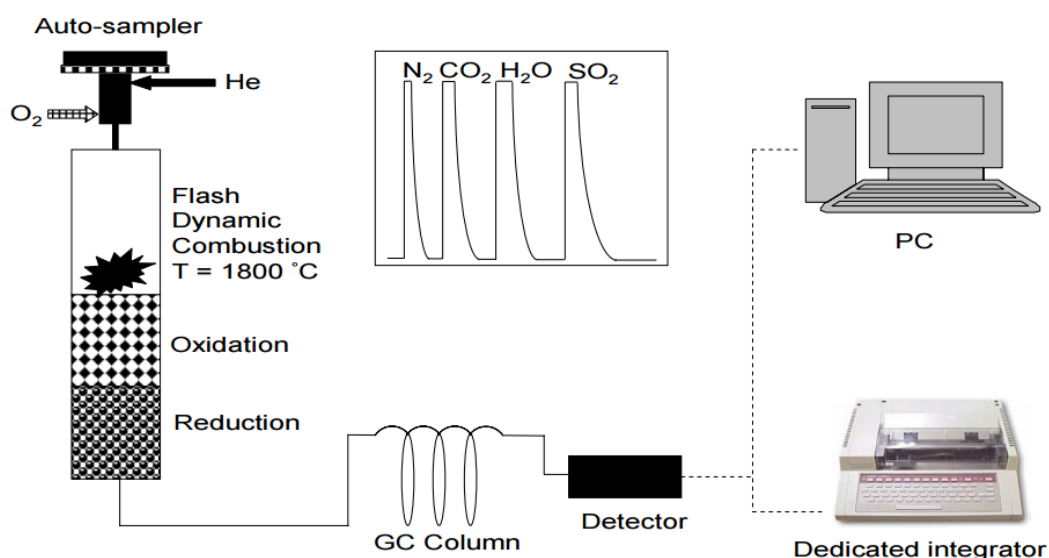 Auto-sampler
He
O₂
N₂ CO₂ H₂O SO₂
Flash
Dynamic
Combustion
T = 1800 °C
Oxidation
Reduction
GC Column
Detector
PC
Dedicated integrator